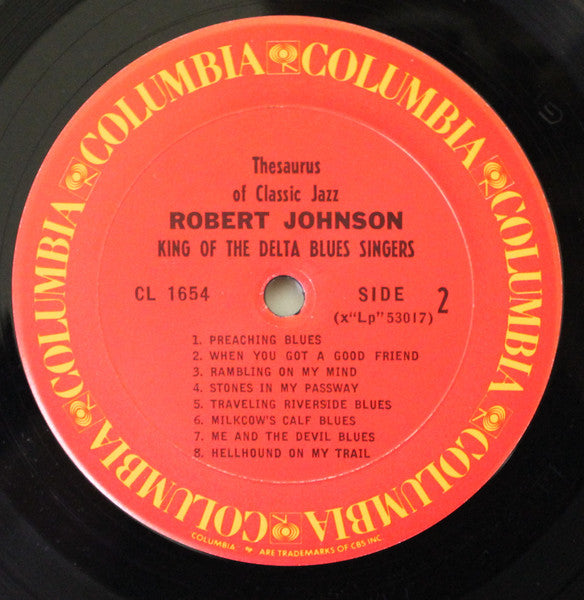 COLUMBIA COLUMBIA COLUMBIA COLUMBIA COLUMBIA COLUMBIA
Thesaurus
of Classic Jazz
ROBERT JOHNSON
KING OF THE DELTA BLUES SINGERS
CL 1654 SIDE 2
(x"Lp"53017)
1. PREACHING BLUES
2. WHEN YOU GOT A GOOD FRIEND
3. RAMBLING ON MY MIND
4. STONES IN MY PASSWAY
5. TRAVELING RIVERSIDE BLUES
6. MILKCOW'S CALF BLUES
7. ME AND THE DEVIL BLUES
8. HELLHOUND ON MY TRAIL
COLUMBIA ARE TRADEMARKS OF CBS INC